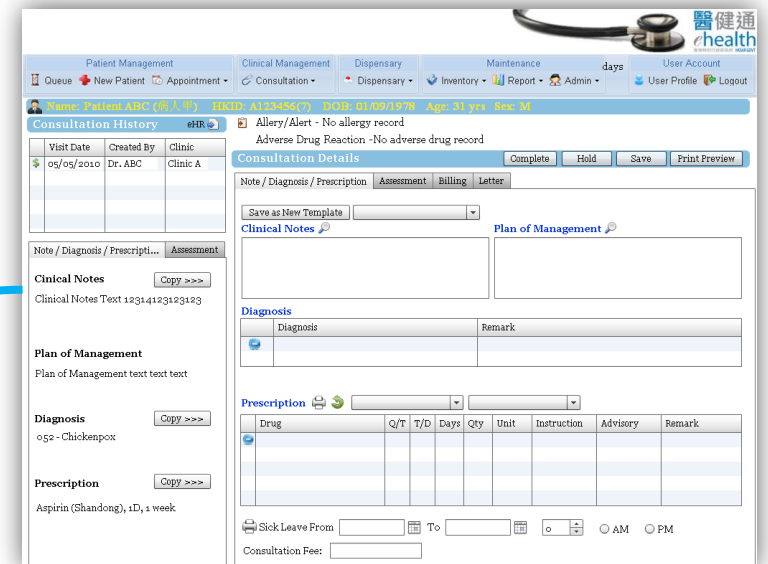 醫健通
ehealth
Patient Management
Clinical Management
Dispensary
Maintenance
days
User Account
Queue
New Patient
Appointment
Consultation
Dispensary
Inventory
Report
Admin
User Profile
Logout
Name: Patient ABC (病人甲) HKID: A123456(7) DOB: 01/09/1978 Age: 31 yrs Sex: M
Consultation History
eHR
Visit Date Created By Clinic
$ 05/05/2010 Dr. ABC Clinic A
Note / Diagnosis / Prescripti... Assessment
Cinical Notes
Copy >>>
Clinical Notes Text 12314123123123
Plan of Management
Plan of Management text text text
Diagnosis
Copy >>>
052 - Chickenpox
Prescription
Copy >>>
Aspirin (Shandong), 1D, 1 week
Allery/Alert - No allergy record
Adverse Drug Reaction -No adverse drug record
Consultation Details
Complete
Hold
Save
Print Preview
Note / Diagnosis / Prescription Assessment Billing Letter
Save as New Template
Clinical Notes
Plan of Management
Diagnosis
Diagnosis Remark
Prescription
Drug Q/T T/D Days Qty Unit Instruction Advisory Remark
Sick Leave From To 0 AM PM
Consultation Fee: